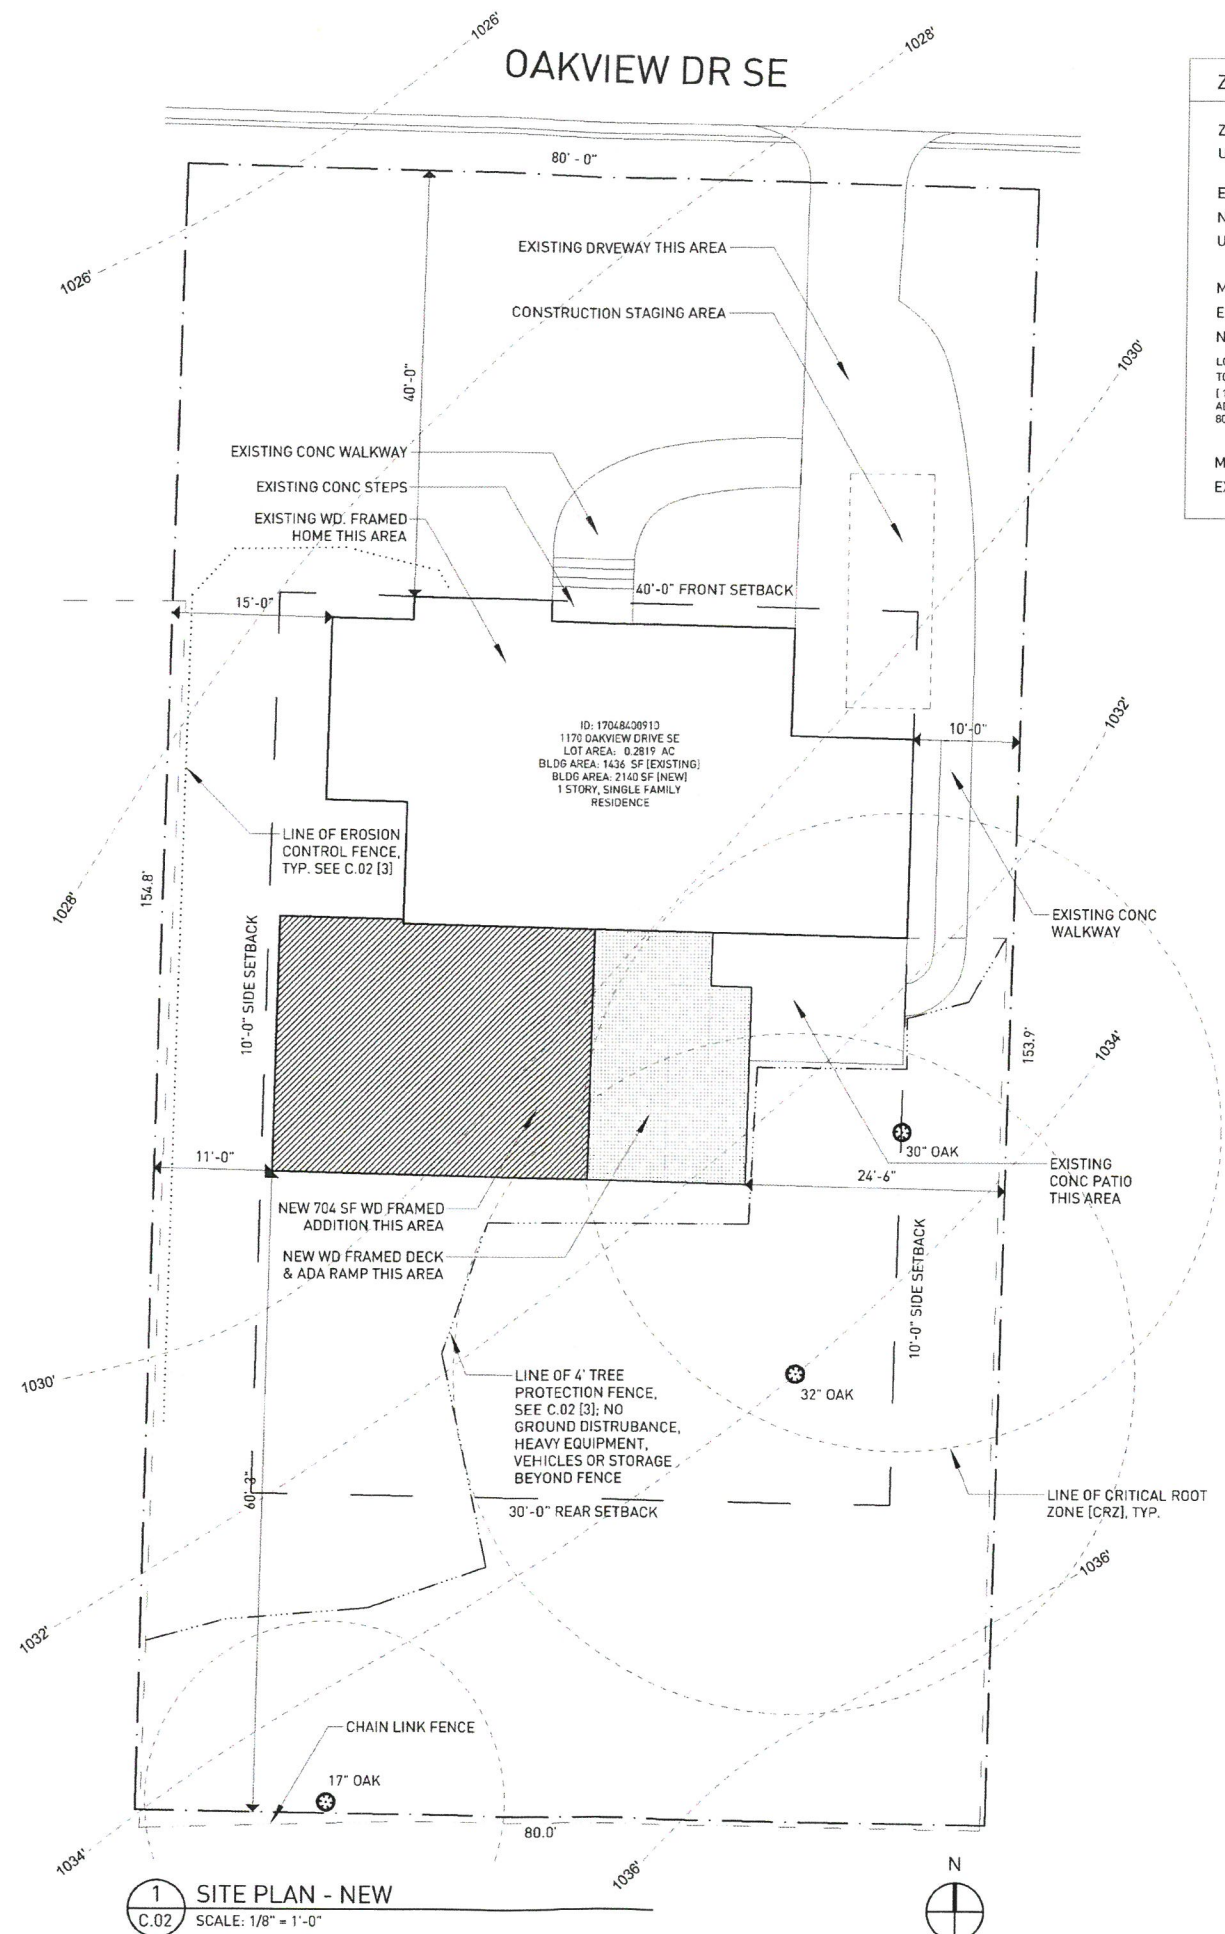 1026'
1028'
OAKVIEW DR SE
80' - 0"
EXISTING DRVEWAY THIS AREA
1026'
CONSTRUCTION STAGING AREA
1030'
40'-0"
EXISTING CONC WALKWAY
EXISTING CONC STEPS
EXISTING WD. FRAMED
HOME THIS AREA
40'-0" FRONT SETBACK
15'-0"
1032'
ID: 17048400910
1170 OAKVIEW DRIVE SE
LOT AREA: 0.2819 AC
BLDG AREA: 1436 SF [EXISTING]
BLDG AREA: 2140 SF [NEW]
1 STORY, SINGLE FAMILY
RESIDENCE
10'-0"
LINE OF EROSION
CONTROL FENCE,
TYP. SEE C.02 [3]
154.8'
1028'
EXISTING CONC
WALKWAY
10'-0" SIDE SETBACK
153.9'
1034'
30" OAK
11'-0"
24'-6"
EXISTING
CONC PATIO
THIS AREA
NEW 704 SF WD FRAMED
ADDITION THIS AREA
NEW WD FRAMED DECK
& ADA RAMP THIS AREA
10'-0" SIDE SETBACK
1030'
LINE OF 4' TREE
PROTECTION FENCE,
SEE C.02 [3]; NO
GROUND DISTRUBANCE,
HEAVY EQUIPMENT,
VEHICLES OR STORAGE
BEYOND FENCE
32" OAK
60'-3"
30'-0" REAR SETBACK
LINE OF CRITICAL ROOT
ZONE [CRZ], TYP.
1036'
1032'
CHAIN LINK FENCE
17" OAK
80.0'
1034'
1036'
N
1
C.02
SITE PLAN - NEW
SCALE: 1/8" = 1'-0"